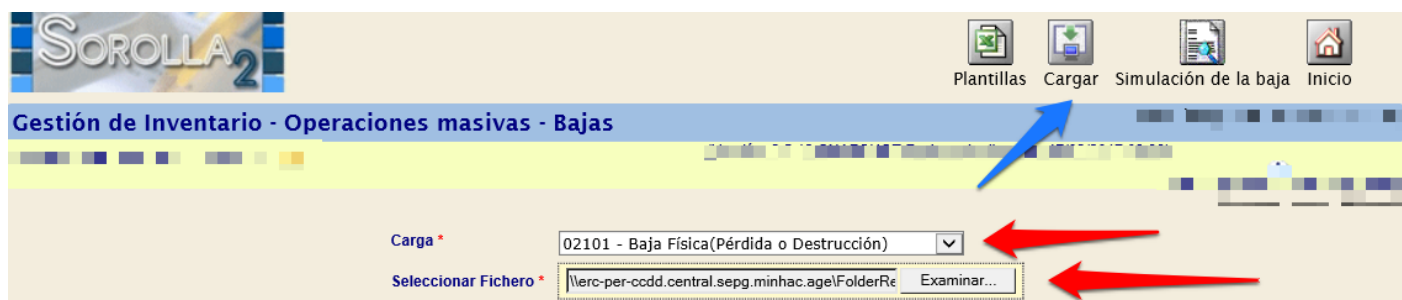 SOROLLA2
Plantillas Cargar Simulación de la baja Inicio
Gestión de Inventario - Operaciones masivas - Bajas
Carga *
02101 - Baja Física(Pérdida o Destrucción)
Seleccionar Fichero *
\\erc-per-ccdd.central.sepg.minhac.age\FolderRe Examinar...